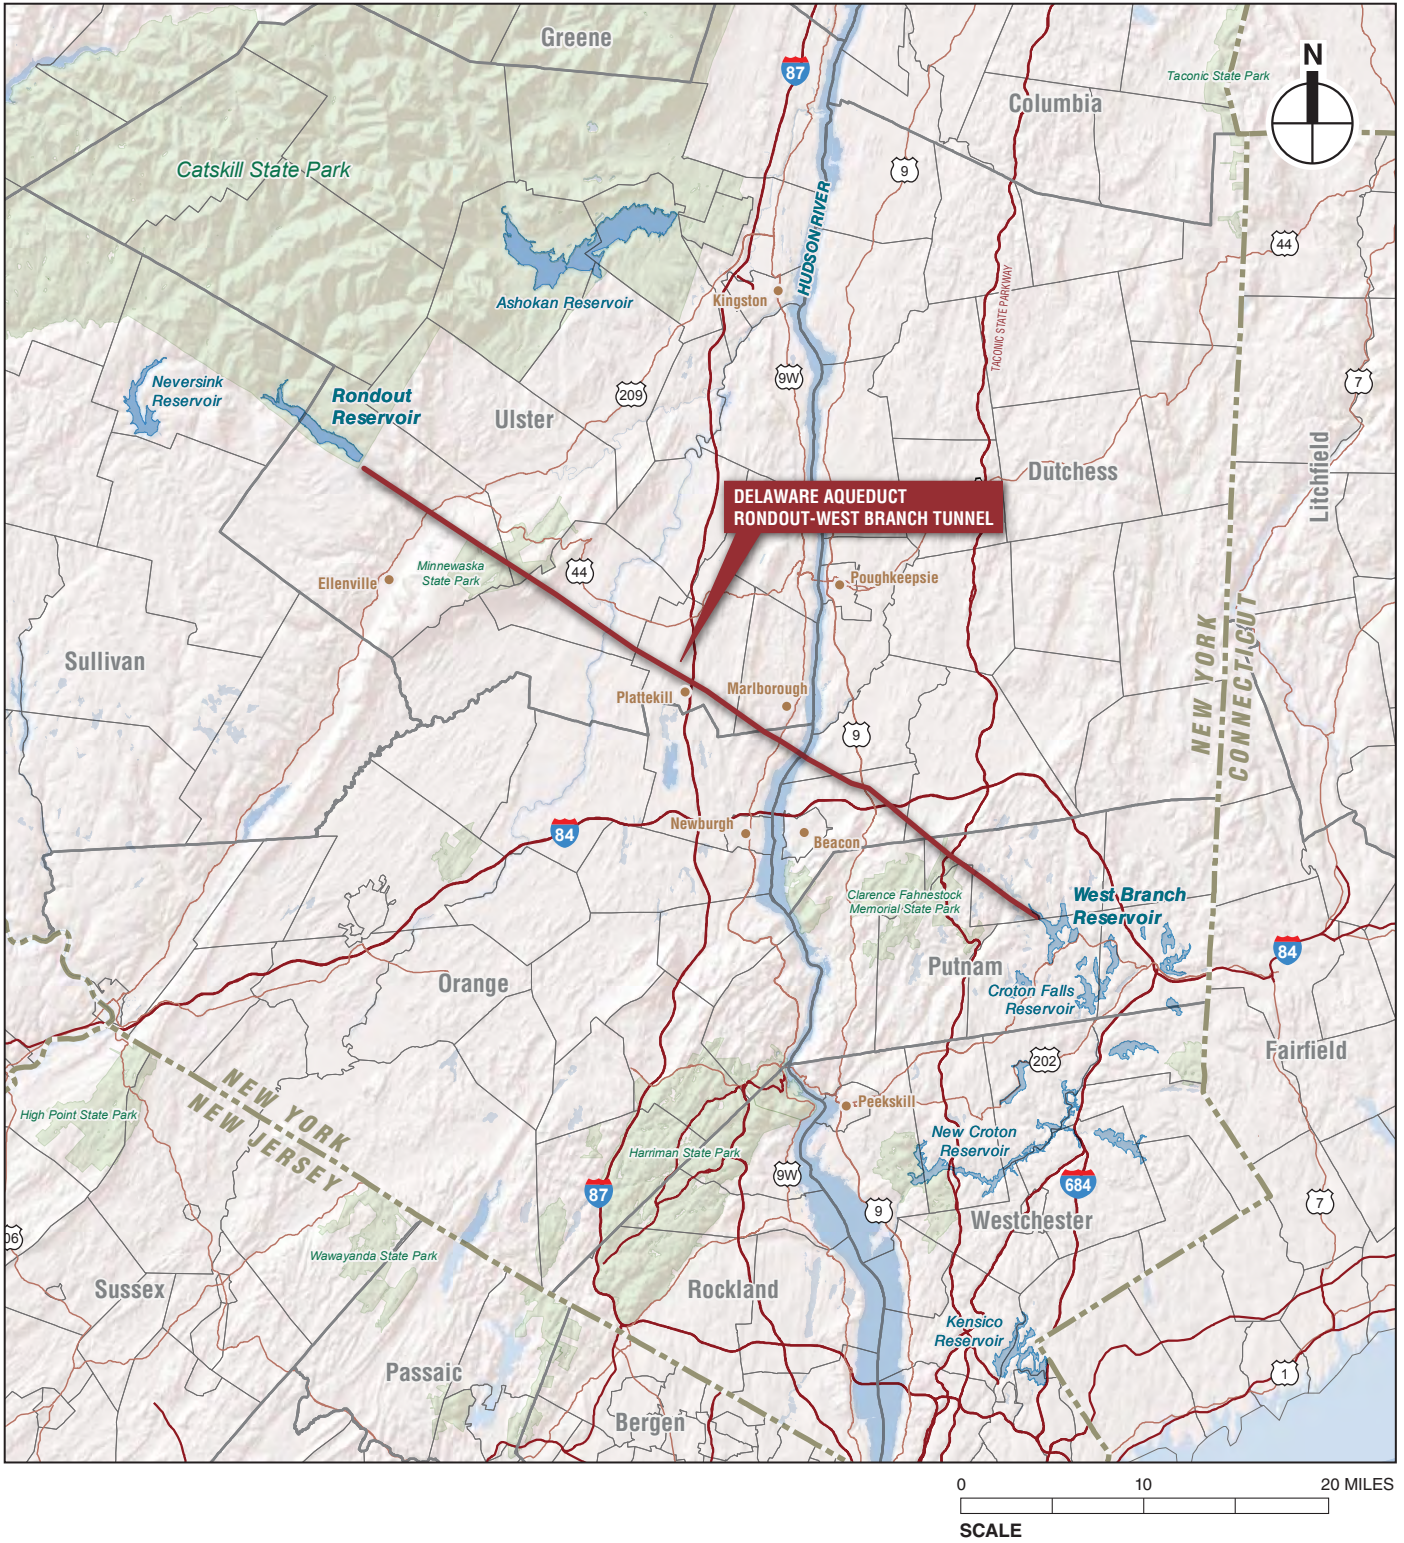 Greene
87
N
Taconic State Park
Columbia
Catskill State Park
9
HUDSON RIVER
44
Ashokan Reservoir
Kingston
TACONIC STATE PARKWAY
Neversink
Reservoir
Rondout
Reservoir
209
9W
7
Ulster
Dutchess
Litchfield
DELAWARE AQUEDUCT
RONDOUT-WEST BRANCH TUNNEL
Ellenville
Minnewaska
State Park
44
Poughkeepsie
Sullivan
NEW YORK
CONNECTICUT
Plattekill
Marlborough
9
84
Newburgh
Beacon
Clarence Fahnestock
Memorial State Park
West Branch
Reservoir
84
Orange
Putnam
Croton Falls
Reservoir
Fairfield
202
NEW YORK
NEW JERSEY
High Point State Park
Peekskill
Harriman State Park
New Croton
Reservoir
9W
87
684
9
Westchester
7
06
Wawayanda State Park
Sussex
Rockland
Kensico
Reservoir
Passaic
1
Bergen
0 10 20 MILES
SCALE